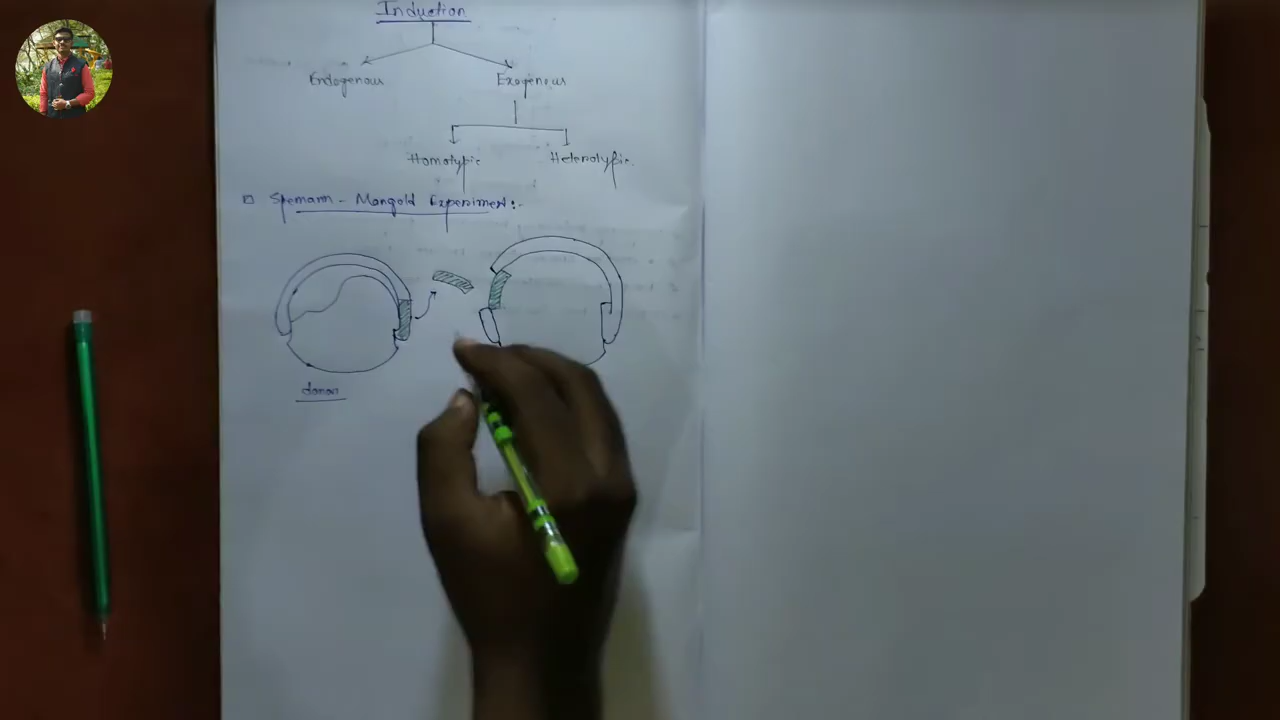 Induction
Endogenous Exogenous
Homotypic Heterotypic.
Spemann - Mangold Experiment:-
donor